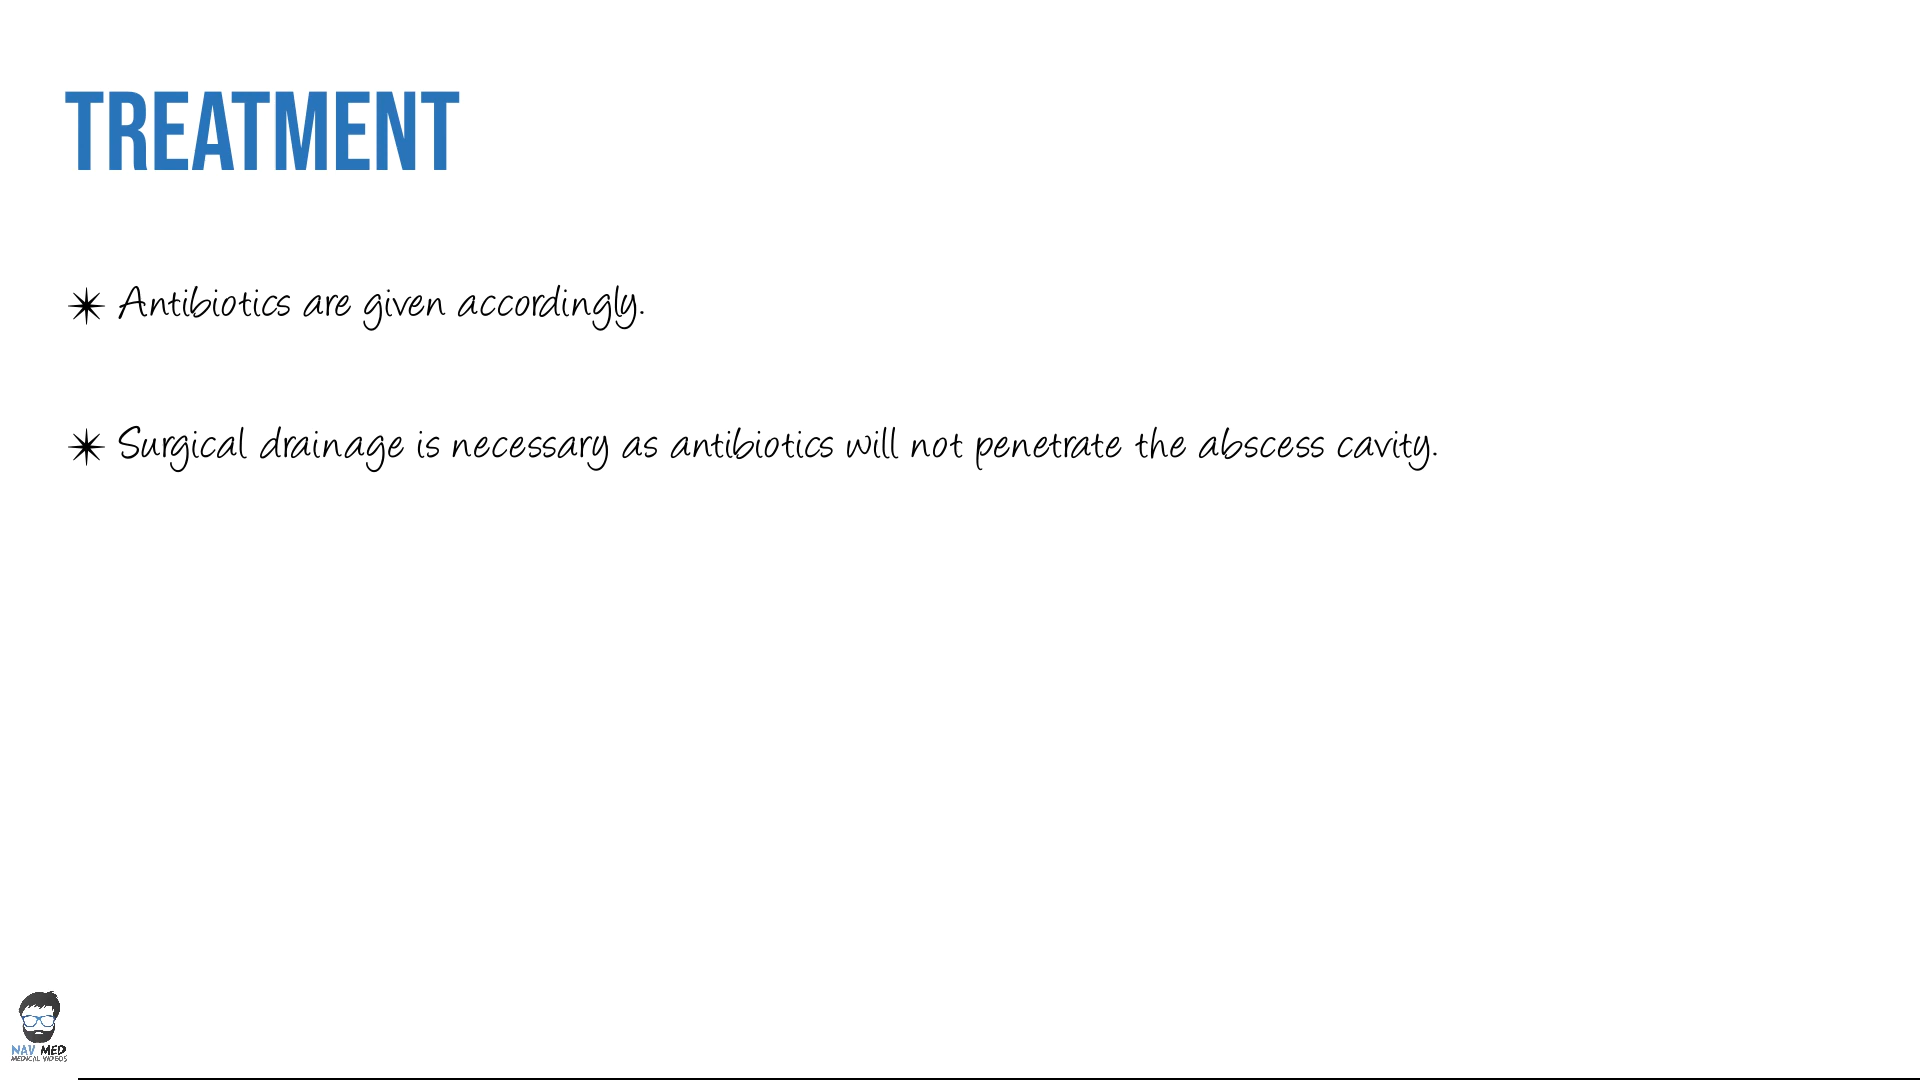 TREATMENT
Antibiotics are given accordingly.
Surgical drainage is necessary as antibiotics will not penetrate the abscess cavity.
NAV MED
MEDICAL VIDEOS